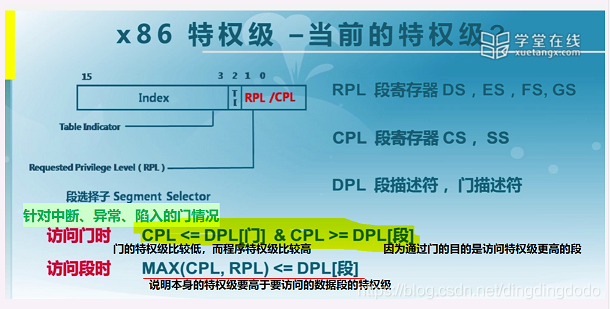 x86 特权级 –当前的特权级?
学堂在线
xuetangx.com
15 3 2 1 0
Index TI RPL /CPL
RPL 段寄存器 DS , ES , FS, GS
Table Indicator
CPL 段寄存器 CS , SS
Requested Privilege Level ( RPL )
DPL 段描述符 , 门描述符
段选择子 Segment Selector
针对中断、异常、陷入的门情况
访问门时 CPL <= DPL[门] & CPL >= DPL[段]
门的特权级比较低，而程序特权级比较高 因为通过门的目的是访问特权级更高的段
访问段时 MAX(CPL, RPL) <= DPL[段]
说明本身的特权级要高于要访问的数据段的特权级
https://blog.csdn.net/dingdingdodo